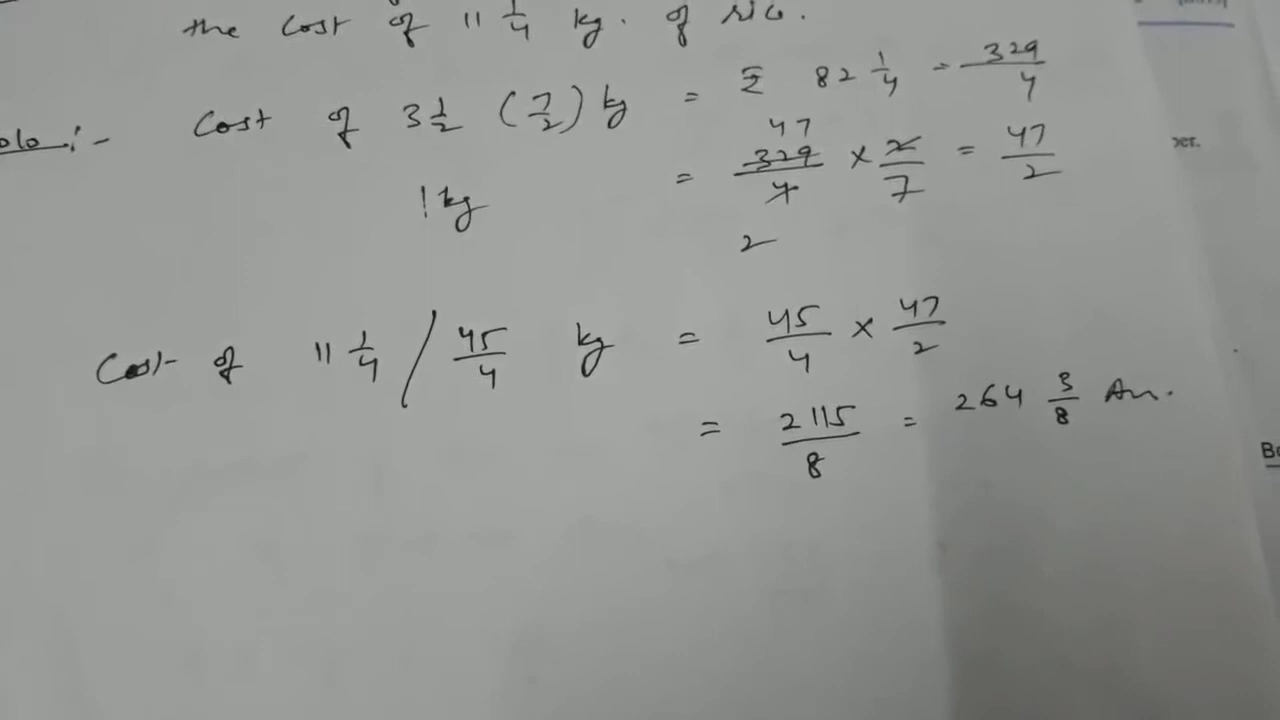 the cost of 11 1/4 kg. of rice.
Soln:- Cost of 3 1/2 (7/2) kg = ₹ 82 1/4 = 329/4
47
1 kg = 329/4 × 2/7 = 47/2
2
Cost of 11 1/4 / 45/4 kg = 45/4 × 47/2
= 2115/8 = 264 3/8 An.